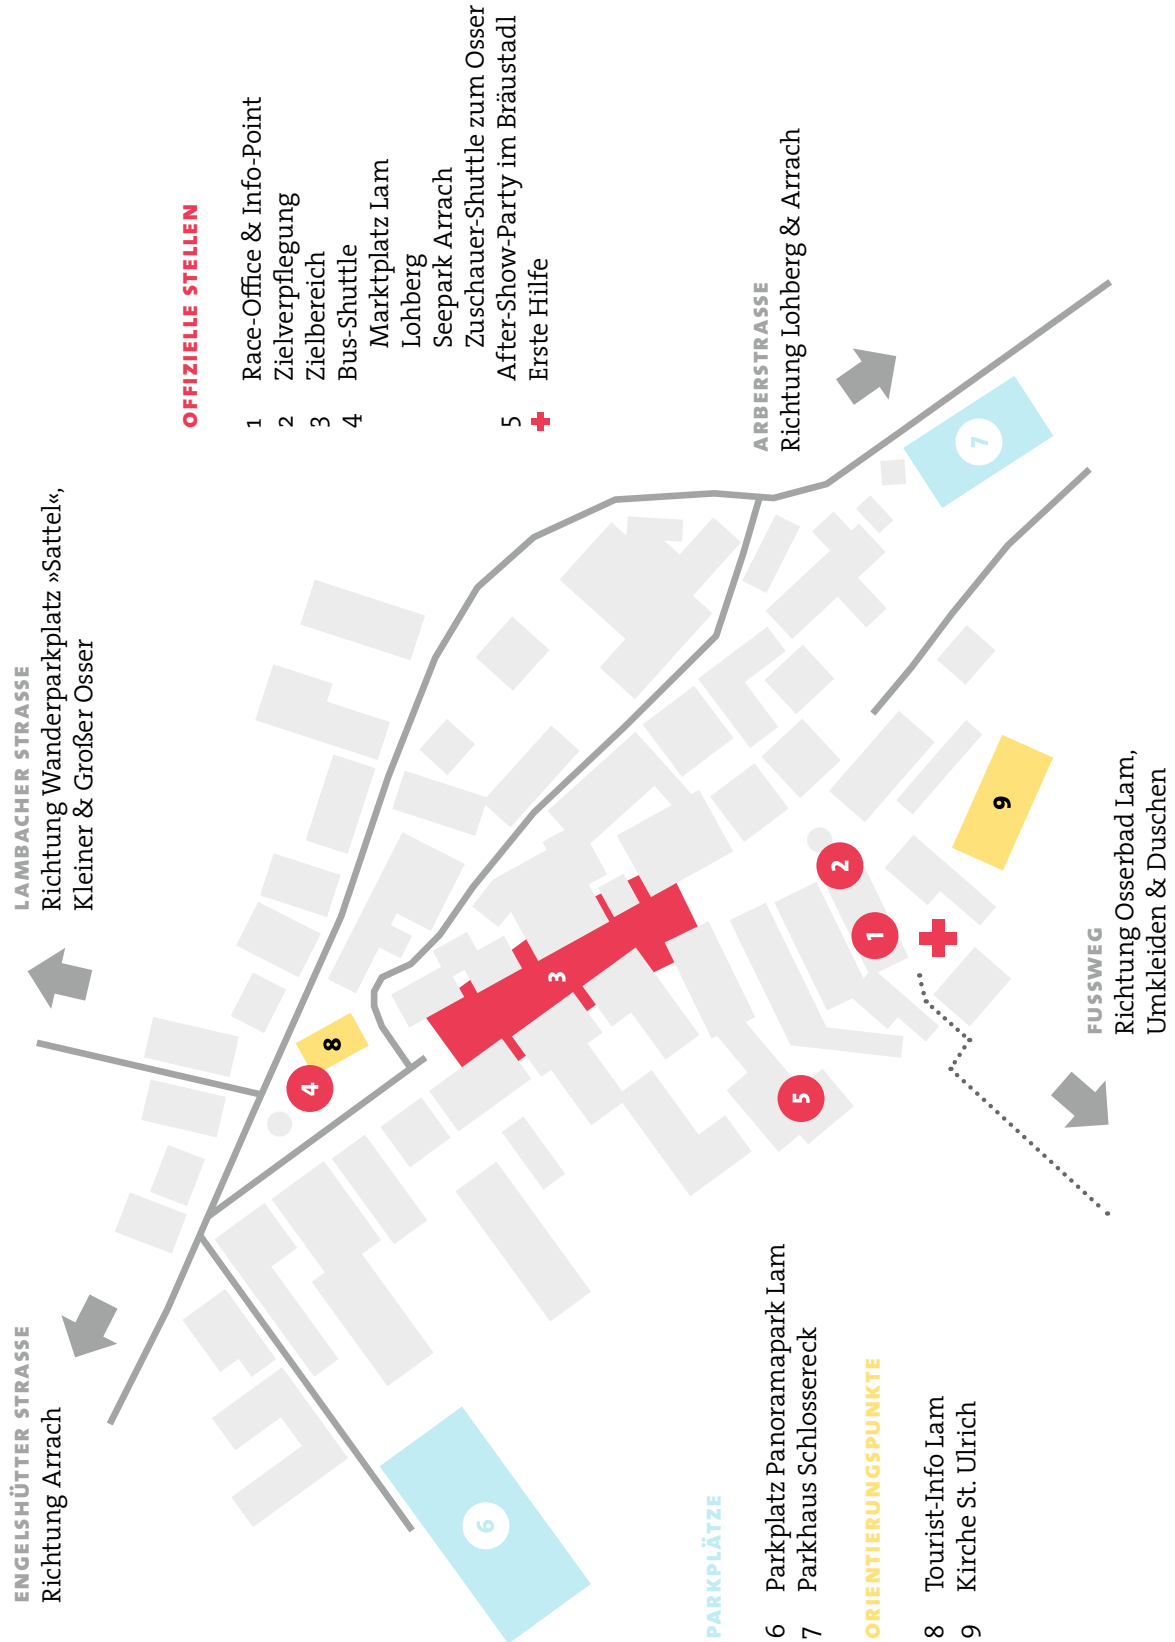 ENGELSHÜTTER STRASSE
Richtung Arrach
LAMBACHER STRASSE
Richtung Wanderparkplatz »Sattel«,
Kleiner & Großer Osser
OFFIZIELLE STELLEN
1 Race-Office & Info-Point
2 Zielverpflegung
3 Zielbereich
4 Bus-Shuttle
Marktplatz Lam
Lohberg
Seepark Arrach
Zuschauer-Shuttle zum Osser
5 After-Show-Party im Bräustadl
Erste Hilfe
ARBERSTRASSE
Richtung Lohberg & Arrach
6
4
8
3
5
1
2
9
7
PARKPLÄTZE
6 Parkplatz Panoramapark Lam
7 Parkhaus Schlossereck
ORIENTIERUNGSPUNKTE
8 Tourist-Info Lam
9 Kirche St. Ulrich
FUSSWEG
Richtung Osserbad Lam,
Umkleiden & Duschen